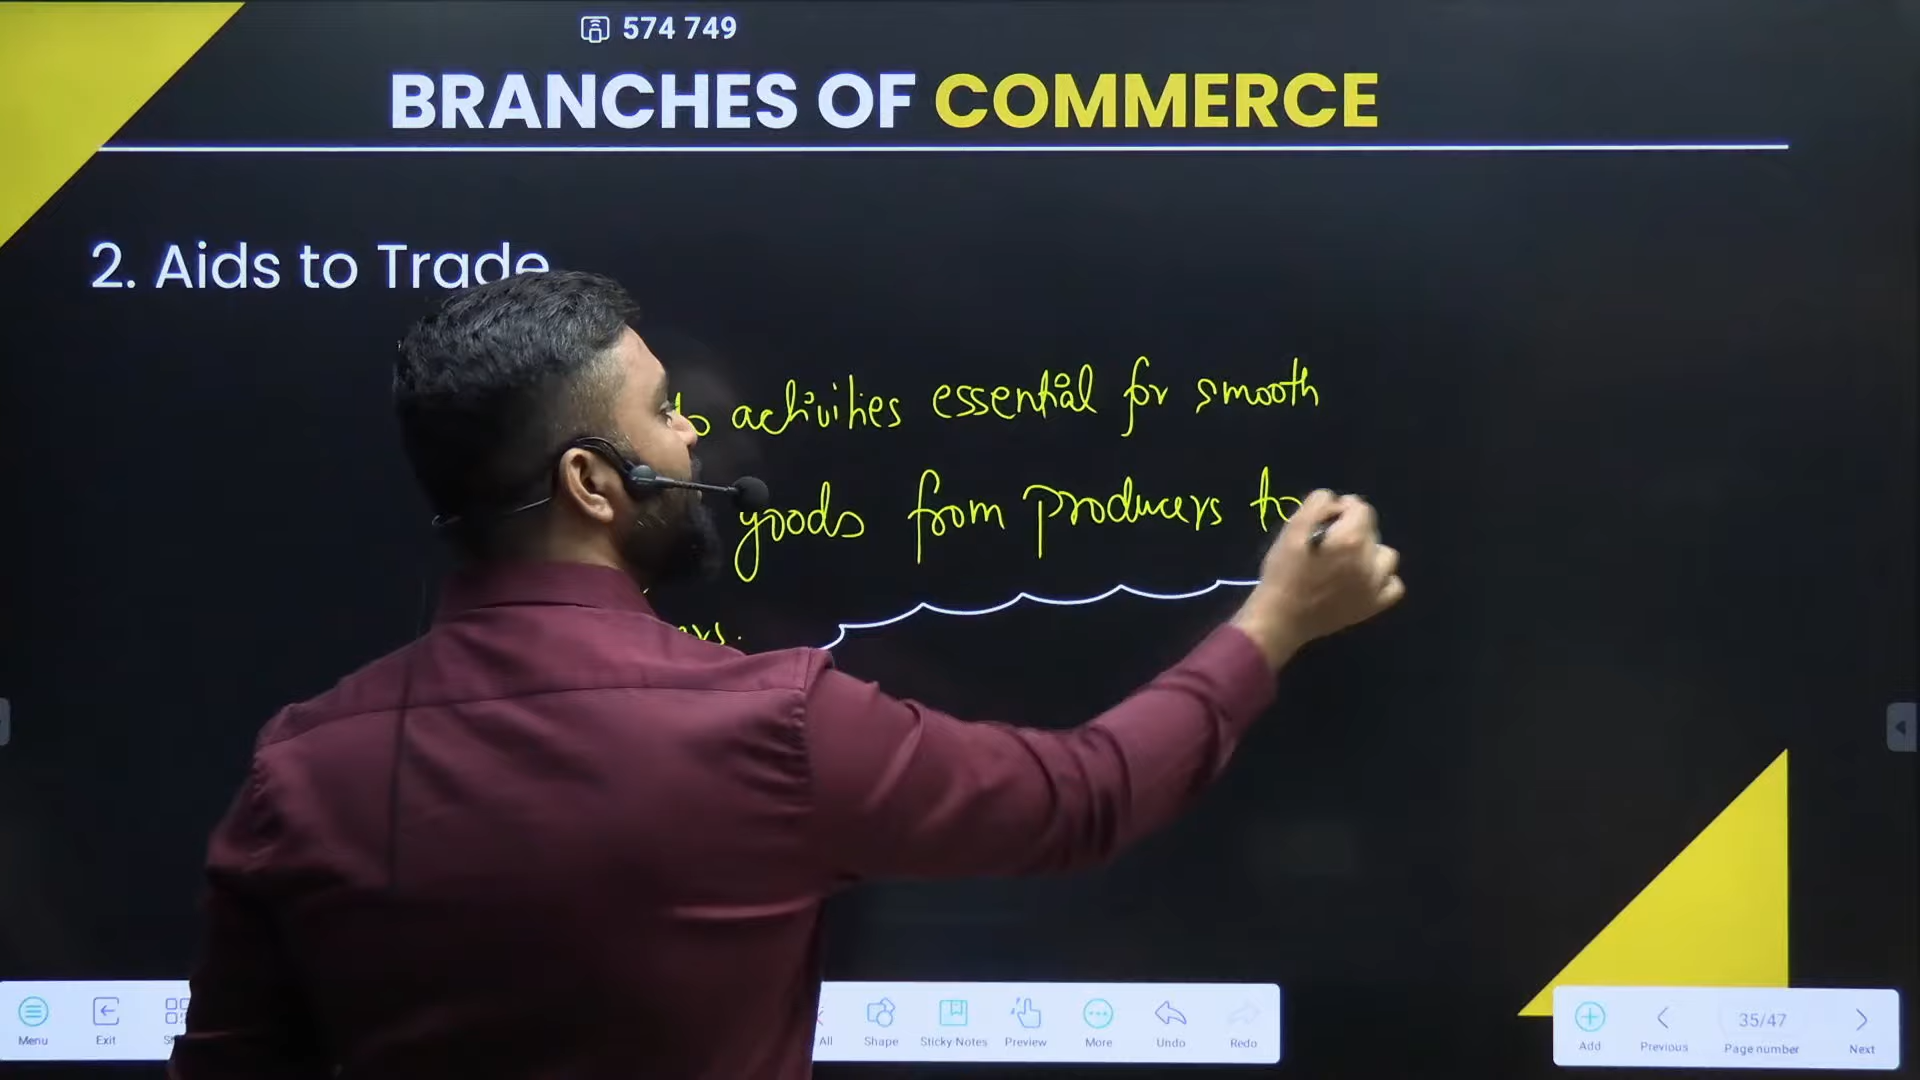 574 749
BRANCHES OF COMMERCE
2. Aids to Trade
activities essential for smooth
goods from producers to
Menu
Exit
All
Shape
Sticky Notes
Preview
More
Undo
Redo
Add
Previous
35/47
Page number
Next